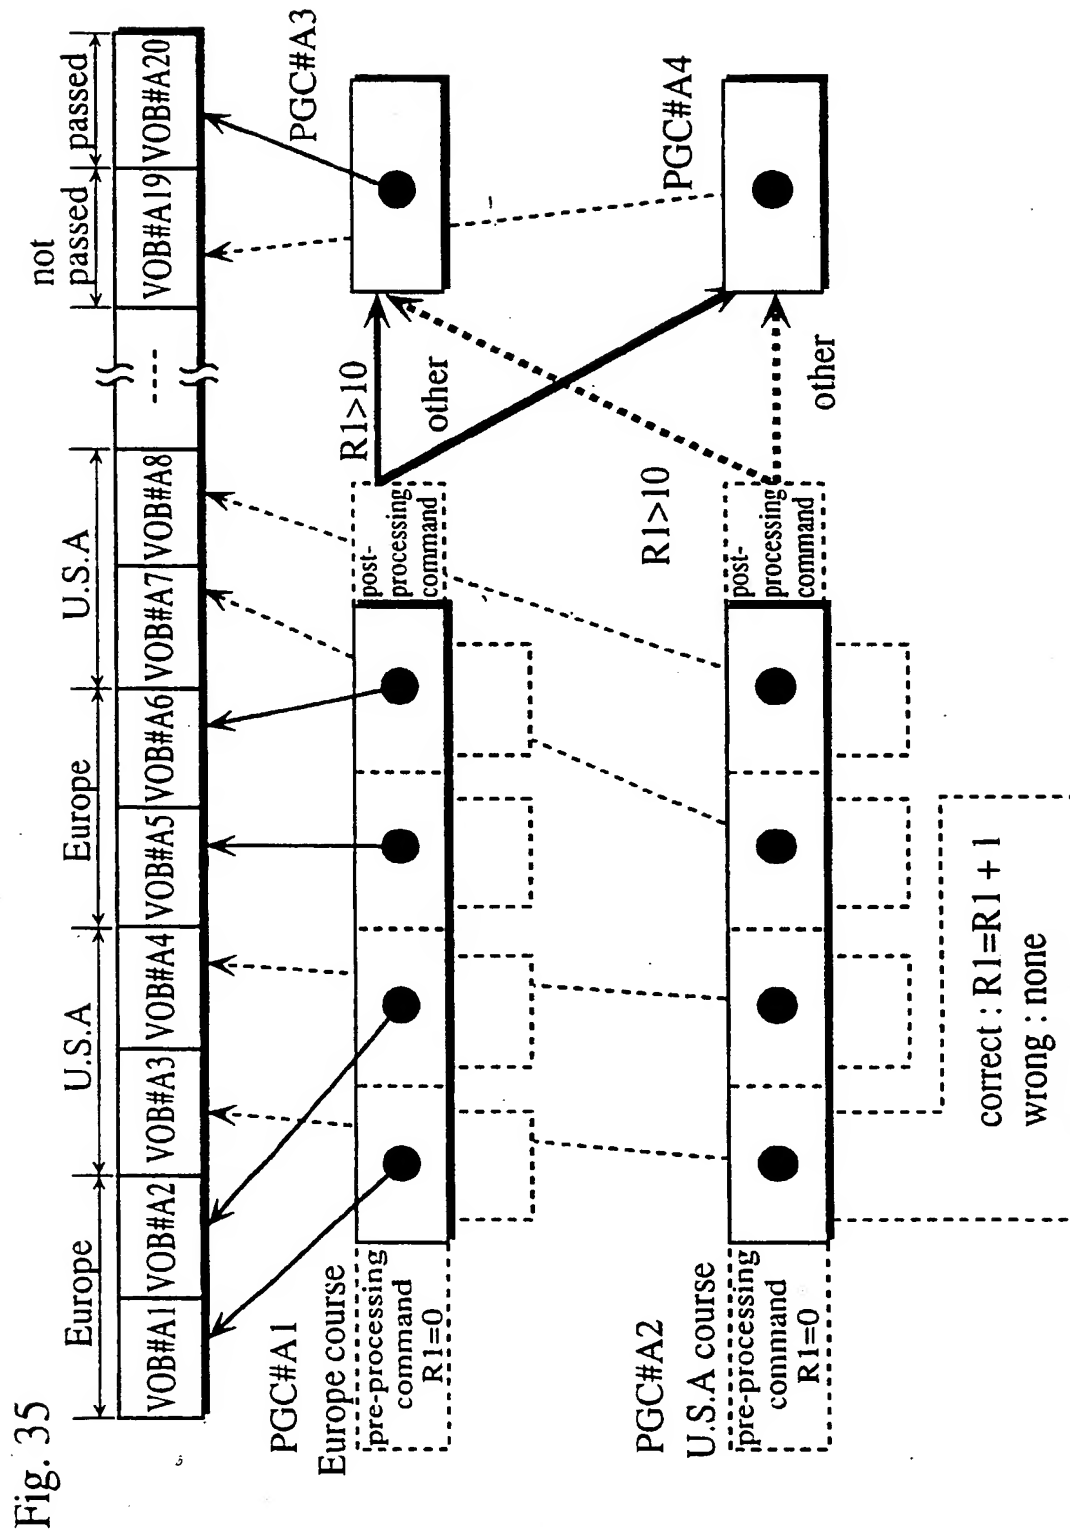 Fig. 35
Europe
U.S.A
Europe
U.S.A
not
passed
passed
VOB#A1
VOB#A2
VOB#A3
VOB#A4
VOB#A5
VOB#A6
VOB#A7
VOB#A8
VOB#A19
VOB#A20
PGC#A1
Europe course
pre-processing
command
R1=0
post-
processing
command
R1>10
other
PGC#A3
PGC#A2
U.S.A course
pre-processing
command
R1=0
post-
processing
command
R1>10
other
PGC#A4
correct : R1=R1 + 1
wrong : none